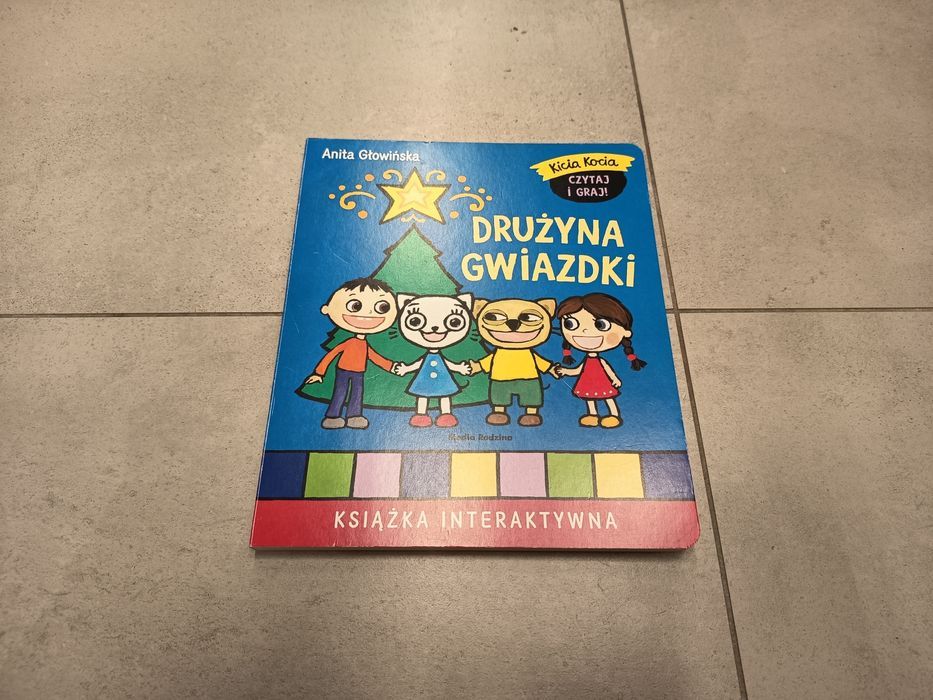 Anita Głowińska
Kicia Kocia
CZYTAJ
I GRAJ!
DRUŻYNA
GWIAZDKI
Media Rodzina
KSIĄŻKA INTERAKTYWNA